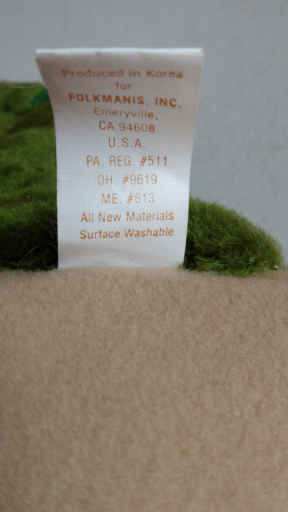 Produced in Korea
for
FOLKMANIS, INC.
Emeryville,
CA 94608
U.S.A.
PA. REG. #511
OH. #9619
ME. #613
All New Materials
Surface Washable